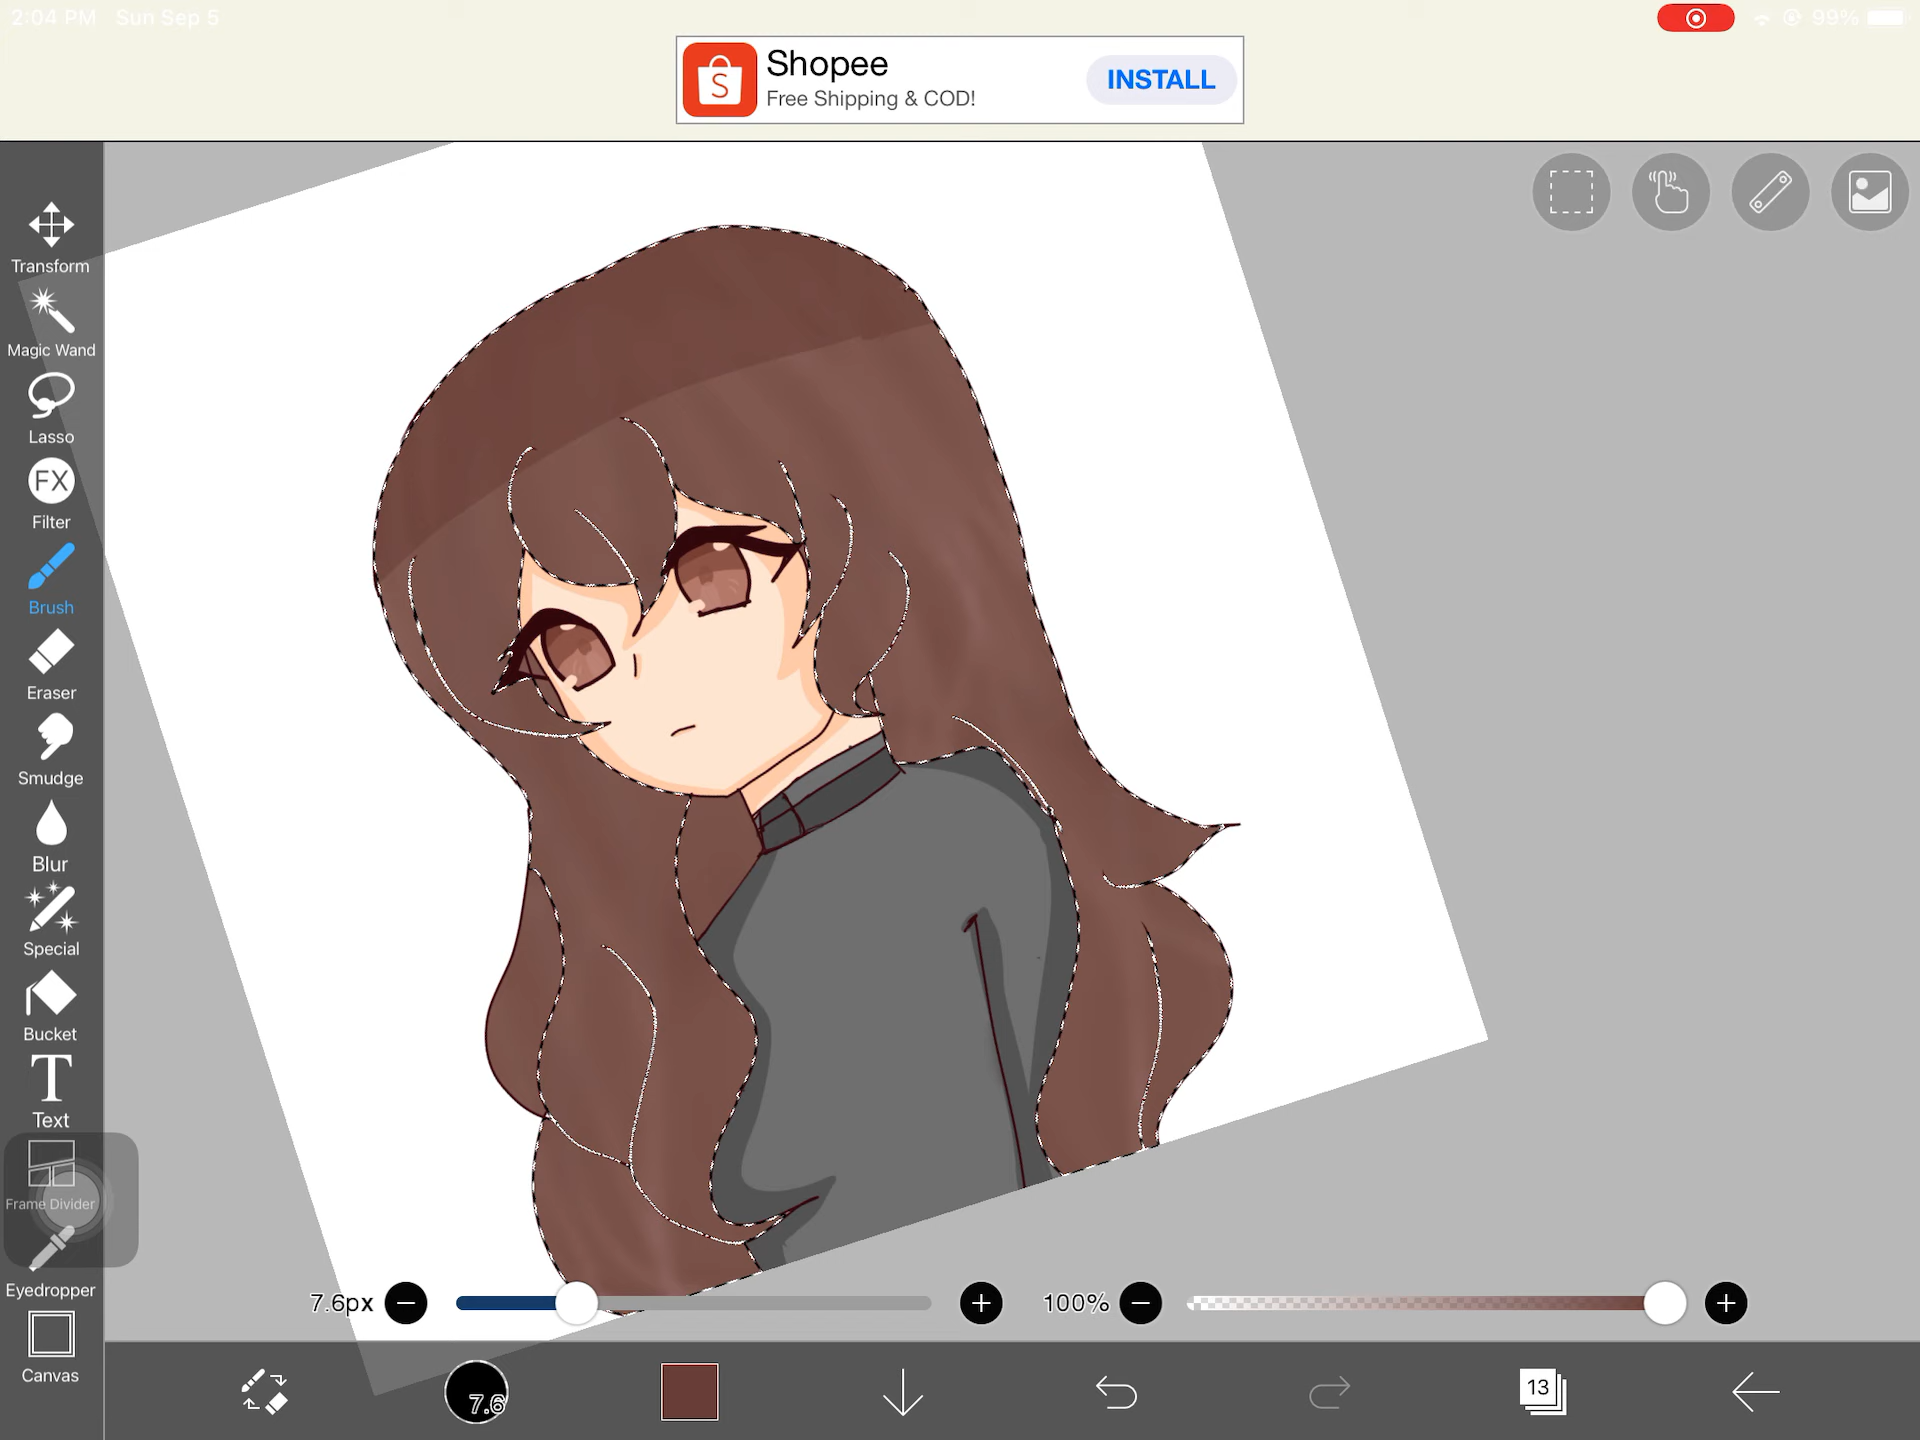 2:04 PM Sun Sep 5
99%
Shopee
Free Shipping & COD!
INSTALL
Transform
Magic Wand
Lasso
FX
Filter
Brush
Eraser
Smudge
Blur
Special
Bucket
T
Text
Frame Divider
Eyedropper
Canvas
7.6px
100%
7.6
13